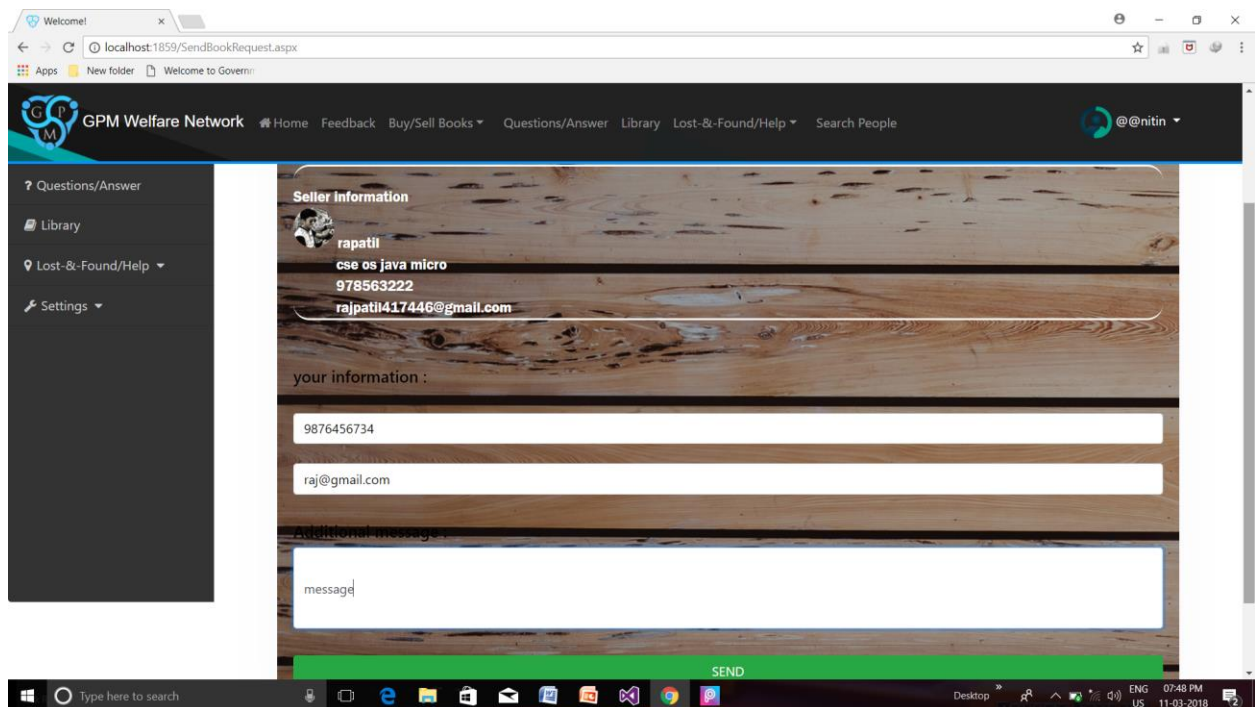 Welcome!
localhost:1859/SendBookRequest.aspx
Apps New folder Welcome to Governm
GPM
GPM Welfare Network Home Feedback Buy/Sell Books Questions/Answer Library Lost-&-Found/Help Search People @@nitin
? Questions/Answer
Library
Lost-&-Found/Help
Settings
Seller information
rapatil
cse os java micro
978563222
rajpatil417446@gmail.com
your information :
9876456734
raj@gmail.com
Additional message :
message
SEND
Type here to search Desktop ENG 07:48 PM
US 11-03-2018 2